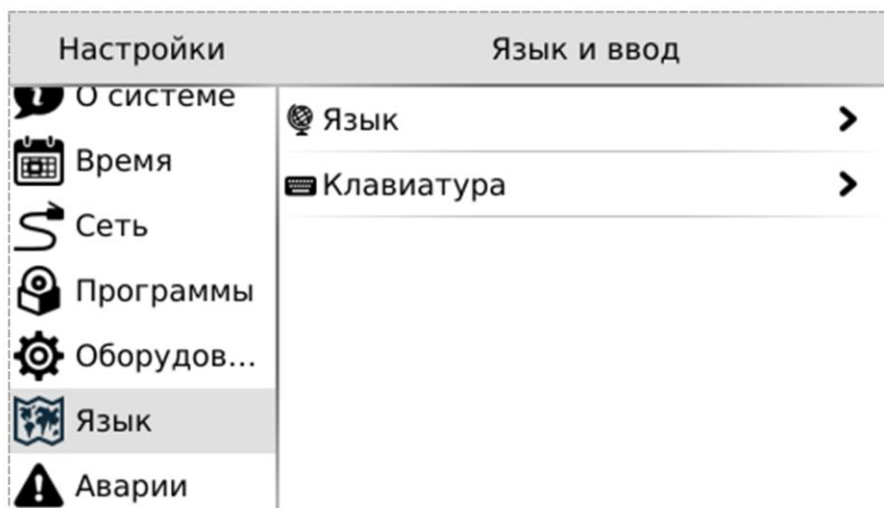 Настройки
Язык и ввод
О системе
Время
Сеть
Программы
Оборудов...
Язык
Аварии
Язык
Клавиатура